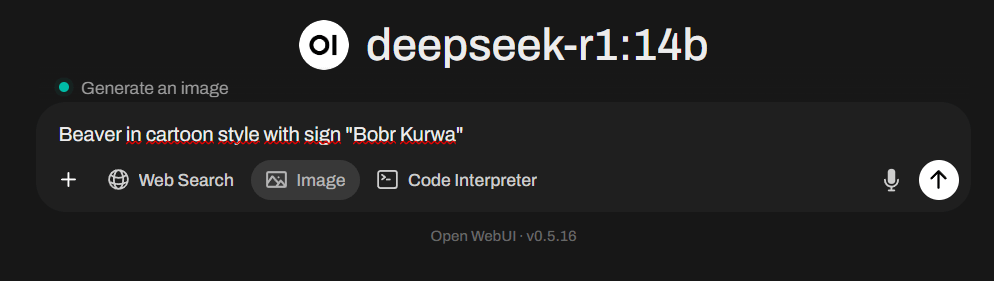 OI deepseek-r1:14b
Generate an image
Beaver in cartoon style with sign "Bobr Kurwa"
Web Search Image Code Interpreter
Open WebUI · v0.5.16